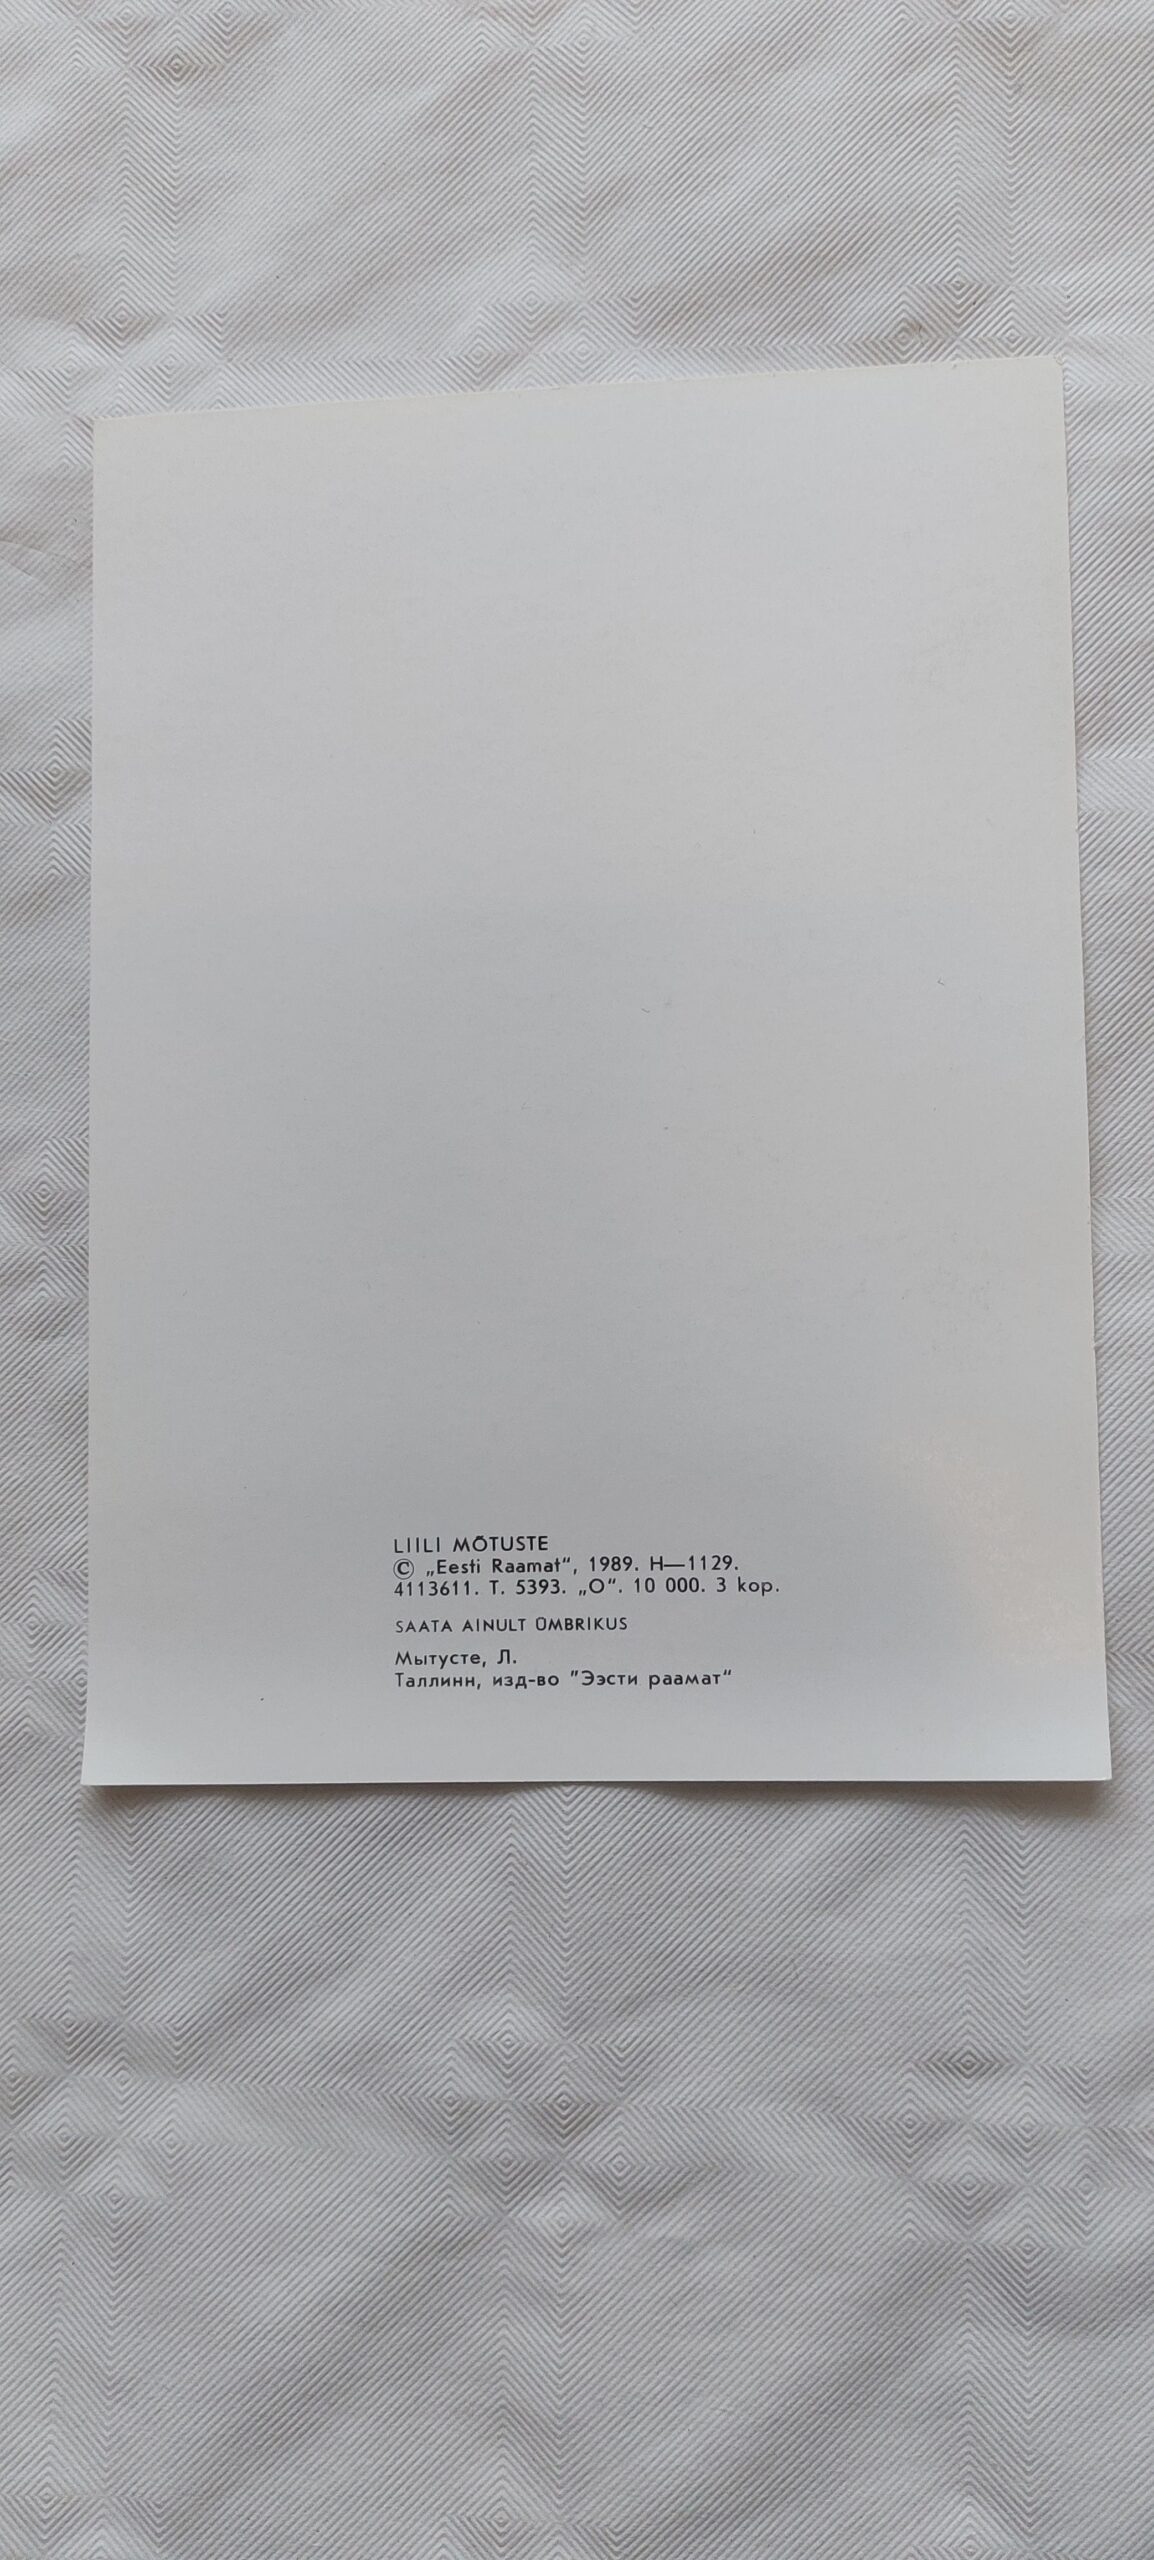 LIILI MÕTUSTE
© „Eesti Raamat“, 1989. H—1129.
4113611. T. 5393. „O“. 10 000. 3 kop.
SAATA AINULT ÜMBRIKUS
Мытусте, Л.
Таллинн, изд-во ”Ээсти раамат“